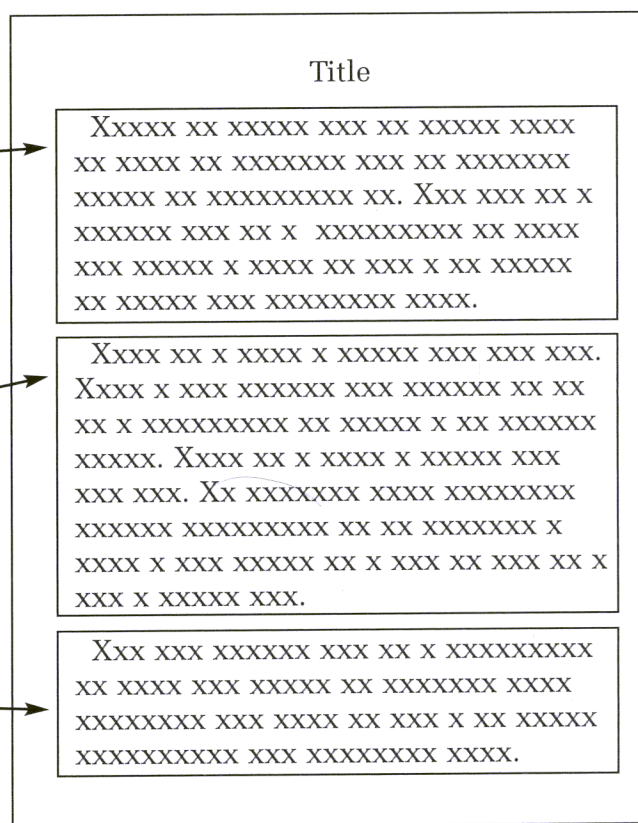 Title
Xxxxx xx xxxxx xxx xx xxxxx xxxx
xx xxxx xx xxxxxxx xxx xx xxxxxxx
xxxxx xx xxxxxxxxx xx. Xxx xxx xx x
xxxxxx xxx xx x xxxxxxxxx xx xxxx
xxx xxxxx x xxxx xx xxx x xx xxxxx
xx xxxxx xxx xxxxxxxx xxxx.
Xxxx xx x xxxx x xxxxx xxx xxx xxx.
Xxxx x xxx xxxxxx xxx xxxxxx xx xx
xx x xxxxxxxxx xx xxxxx x xx xxxxxx
xxxxx. Xxxx xx x xxxx x xxxxx xxx
xxx xxx. Xx xxxxxxx xxxx xxxxxxxx
xxxxxx xxxxxxxxx xx xx xxxxxxx x
xxxx x xxx xxxxx xx x xxx xx xxx xx x
xxx x xxxxx xxx.
Xxx xxx xxxxxx xxx xx x xxxxxxxxx
xx xxxx xxx xxxxx xx xxxxxxx xxxx
xxxxxxxx xxx xxxx xx xxx x xx xxxxx
xxxxxxxxxx xxx xxxxxxxx xxxx.